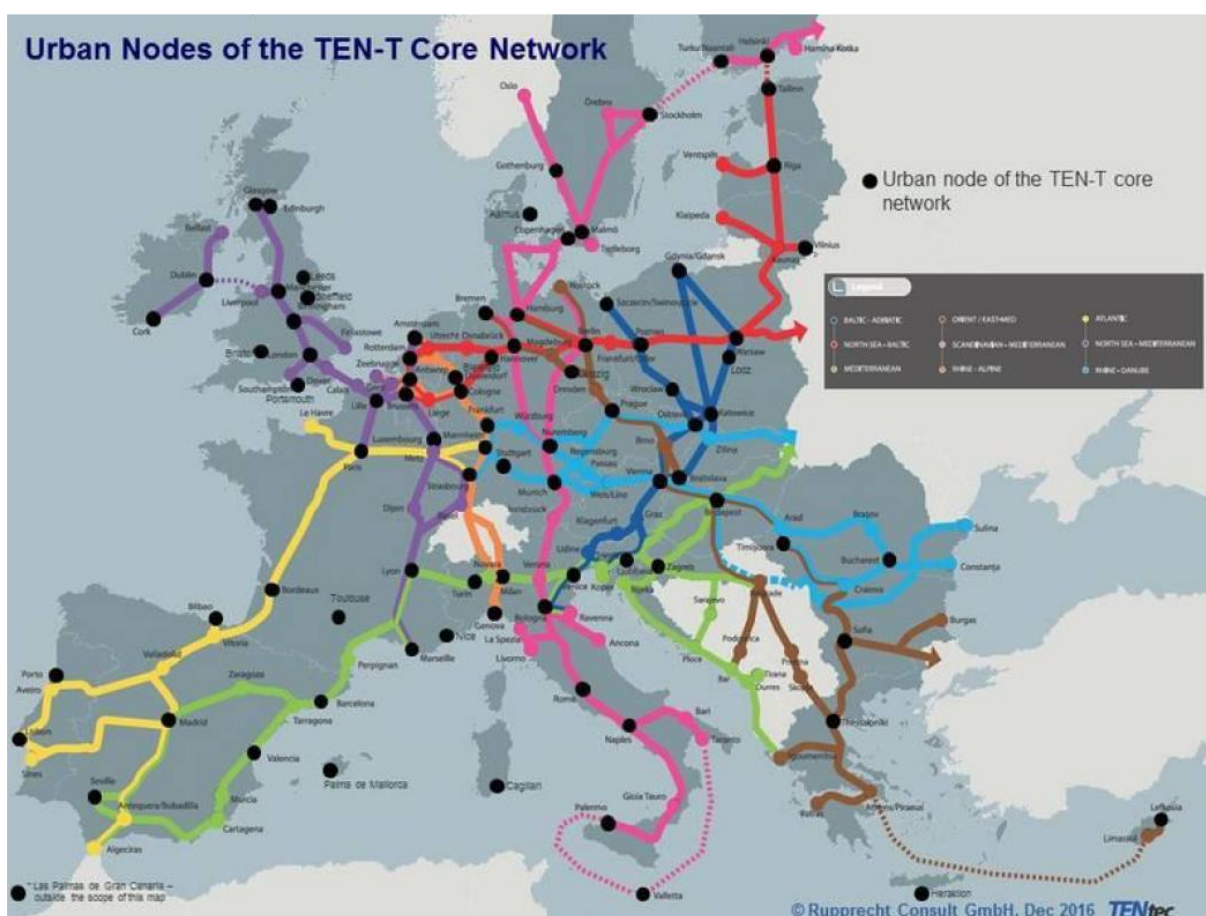 Urban Nodes of the TEN-T Core Network
Helsinki
Turku/Naantali
Hamina Kotka
Oslo
Örebro
Stockholm
Tallinn
Gothenburg
Ventspils
Riga
Urban node of the TEN-T core
network
Glasgow
Edinburgh
Aarhus
Klaipeda
Belfast
Copenhagen
Malmö
Trelleborg
Vilnius
Kaunas
Gdynia/Gdansk
Dublin
Leeds
Manchester
Sheffield
Liverpool
Birmingham
Rostock
Szczecin/Swinoujscie
Legend
BALTIC - ADRIATIC
ORIENT / EAST-MED
ATLANTIC
NORTH SEA - BALTIC
SCANDINAVIAN - MEDITERRANEAN
NORTH SEA - MEDITERRANEAN
MEDITERRANEAN
RHINE - ALPINE
RHINE - DANUBE
Cork
Felixstowe
Bremen
Hamburg
Amsterdam
Utrecht
Osnabrück
Magdeburg
Berlin
Poznan
Rotterdam
Hannover
Frankfurt/Oder
Warsaw
Bristol
London
Zeebrugge
Antwerp
Leipzig
Lodz
Southampton
Dover
Calais
Cologne
Dresden
Wroclaw
Portsmouth
Lille
Brussels
Liege
Prague
Katowice
Le Havre
Frankfurt
Würzburg
Ostrava
Luxembourg
Mannheim
Nuremberg
Brno
Zilina
Paris
Metz
Stuttgart
Regensburg
Passau
Vienna
Strasbourg
Bratislava
Munich
Wels/Linz
Dijon
Basel
Innsbruck
Klagenfurt
Graz
Budapest
Arad
Braşov
Sulina
Udine
Timişoara
Bucharest
Lyon
Novara
Verona
Ljubljana
Zagreb
Constanţa
Bordeaux
Turin
Milan
Venice
Koper
Rijeka
Belgrade
Craiova
Toulouse
Genova
Bologna
Ravenna
Sarajevo
Bilbao
Nice
La Spezia
Sofia
Burgas
Vitoria
Marseille
Livorno
Ancona
Podgorica
Porto
Valladolid
Perpignan
Ploce
Pristina
Aveiro
Zaragoza
Bar
Tirana
Skopje
Durres
Madrid
Barcelona
Rome
Tarragona
Bari
Thessaloniki
Lisbon
Naples
Taranto
Valencia
Igoumenitsa
Sines
Palma de Mallorca
Cagliari
Seville
Murcia
Gioia Tauro
Antequera/Bobadilla
Palermo
Athens/Piraeus
Patras
Lefkosia
Cartagena
Limassol
Algeciras
* Las Palmas de Gran Canaria –
outside the scope of this map
Valletta
Heraklion
© Rupprecht Consult GmbH, Dec 2016
TENtec